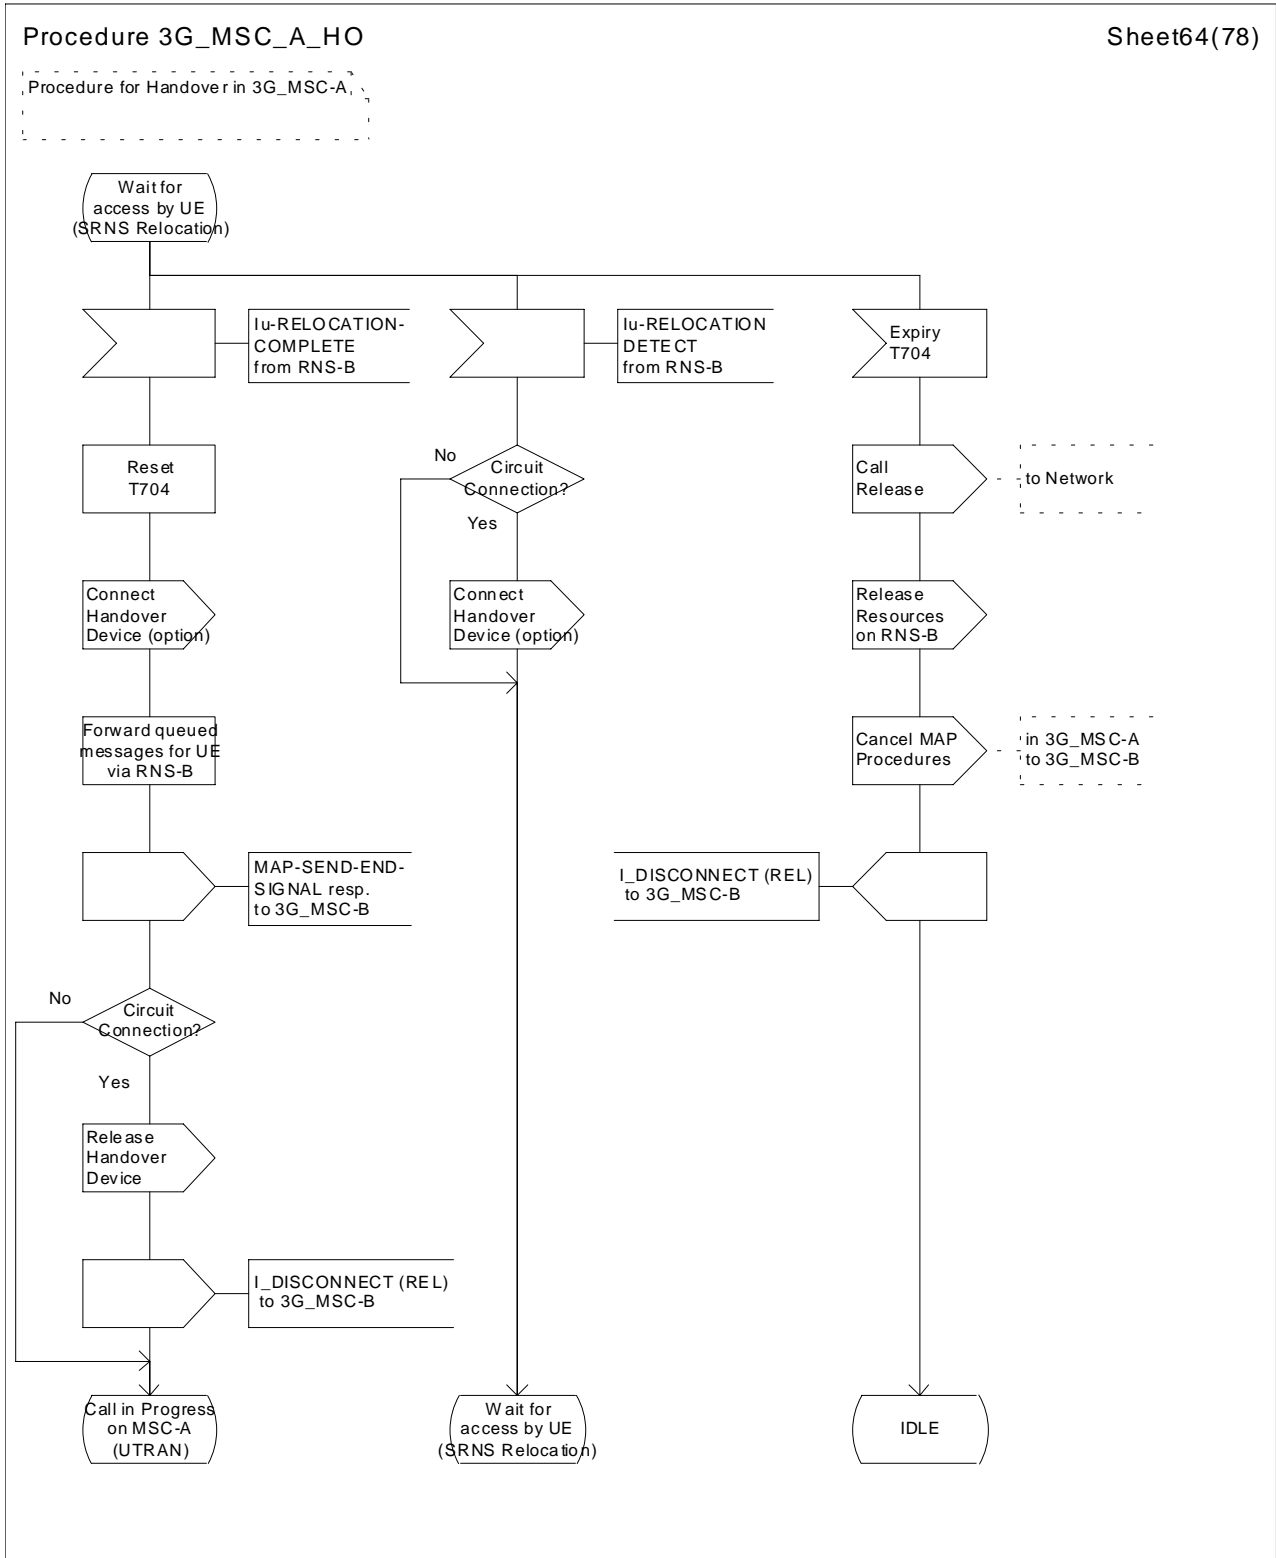 Procedure 3G_MSC_A_HO
Sheet64(78)
Procedure for Handover in 3G_MSC-A
Wait for
access by UE
(SRNS Relocation)
Iu-RELOCATION-
COMPLETE
from RNS-B
Iu-RELOCATION
DETECT
from RNS-B
Expiry
T704
Reset
T704
No
Circuit
Connection?
Yes
Call
Release
to Network
Connect
Handover
Device (option)
Connect
Handover
Device (option)
Release
Resources
on RNS-B
Forward queued
messages for UE
via RNS-B
Cancel MAP
Procedures
in 3G_MSC-A
to 3G_MSC-B
MAP-SEND-END-
SIGNAL resp.
to 3G_MSC-B
I_DISCONNECT (REL)
to 3G_MSC-B
No
Circuit
Connection?
Yes
Release
Handover
Device
I_DISCONNECT (REL)
to 3G_MSC-B
Call in Progress
on MSC-A
(UTRAN)
Wait for
access by UE
(SRNS Relocation)
IDLE